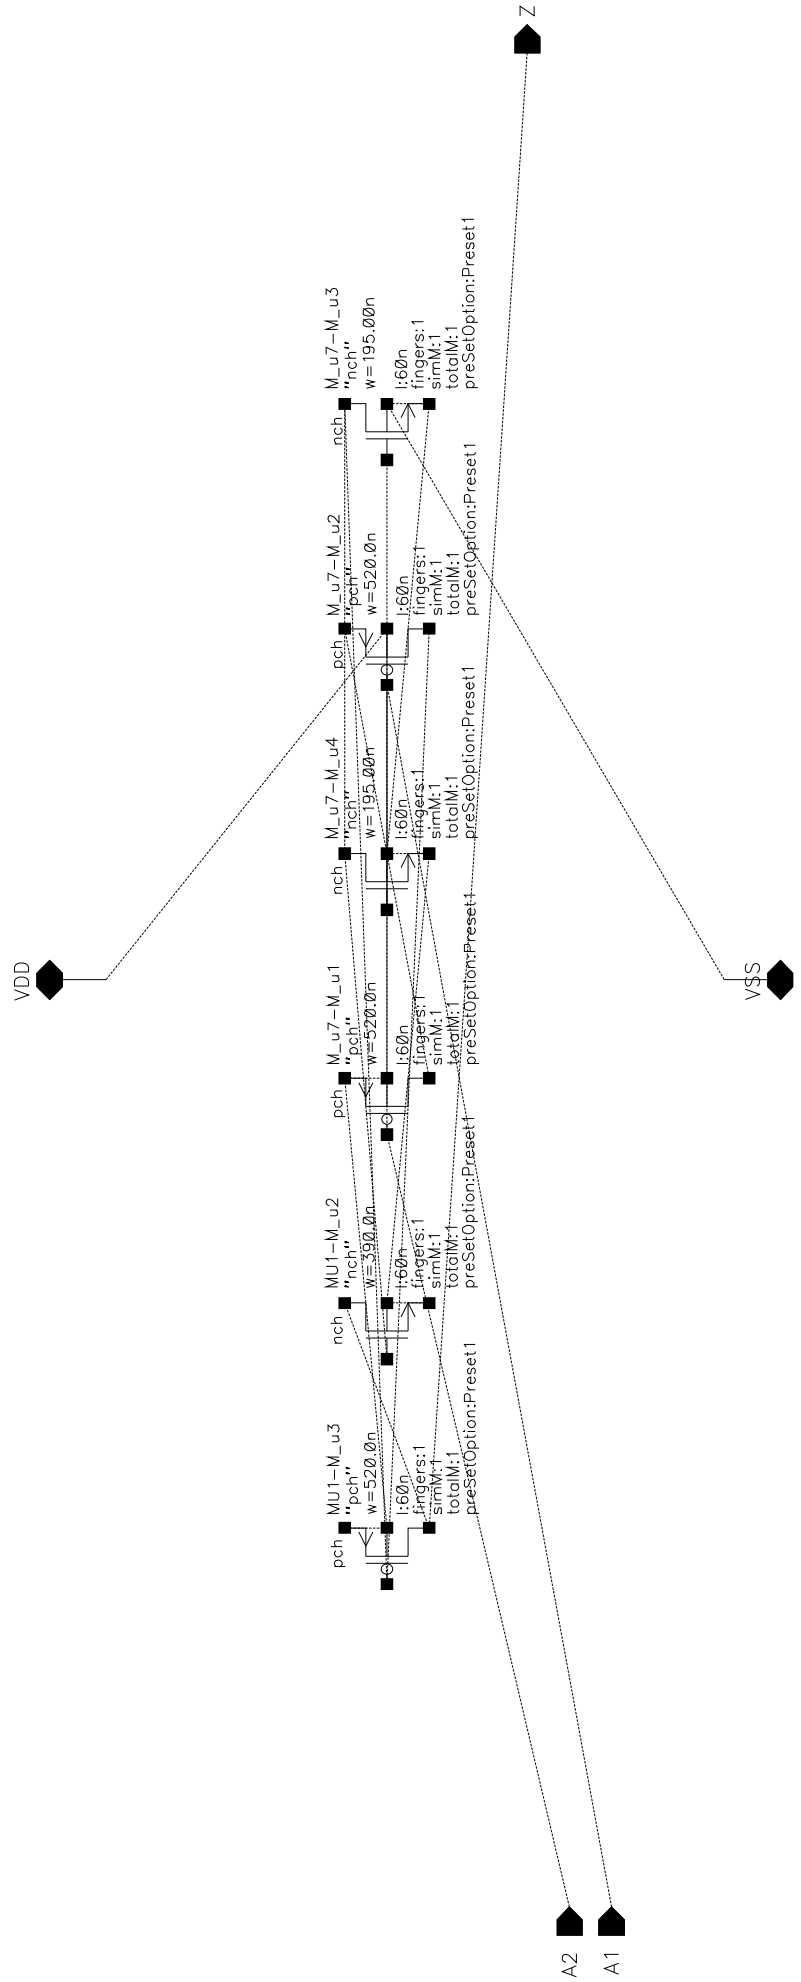 Z
M_u7-M_u3
"nch"
w=195.00n
nch
l:60n
fingers:1
simM:1
totalM:1
preSetOption:Preset1
M_u7-M_u2
"pch"
w=520.0n
pch
l:60n
fingers:1
simM:1
totalM:1
preSetOption:Preset1
M_u7-M_u4
"nch"
w=195.00n
nch
l:60n
fingers:1
simM:1
totalM:1
preSetOption:Preset1
VDD
VSS
M_u7-M_u1
"pch"
w=520.0n
pch
l:60n
fingers:1
simM:1
totalM:1
preSetOption:Preset1
MU1-M_u2
"nch"
w=390.0n
nch
l:60n
fingers:1
simM:1
totalM:1
preSetOption:Preset1
MU1-M_u3
"pch"
w=520.0n
pch
l:60n
fingers:1
simM:1
totalM:1
preSetOption:Preset1
A2
A1